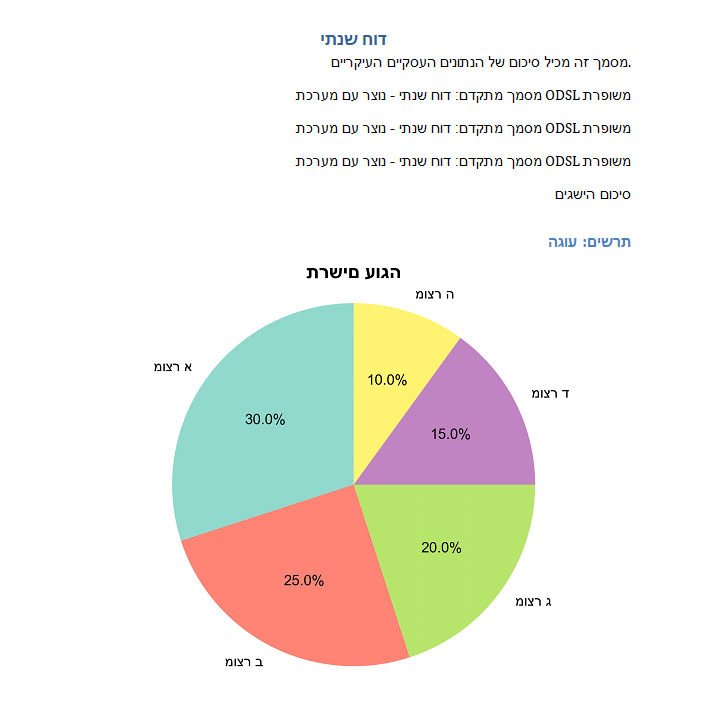 דוח שנתי
.מסמך זה מכיל סיכום של הנתונים העסקיים העיקריים
משופרת ODSL מסמך מתקדם: דוח שנתי - נוצר עם מערכת
משופרת ODSL מסמך מתקדם: דוח שנתי - נוצר עם מערכת
משופרת ODSL מסמך מתקדם: דוח שנתי - נוצר עם מערכת
סיכום הישגים
תרשים: עוגה
הגוע םישרת
ה רצומ
א רצומ
10.0%
ד רצומ
30.0%
15.0%
20.0%
25.0%
ג רצומ
ב רצומ